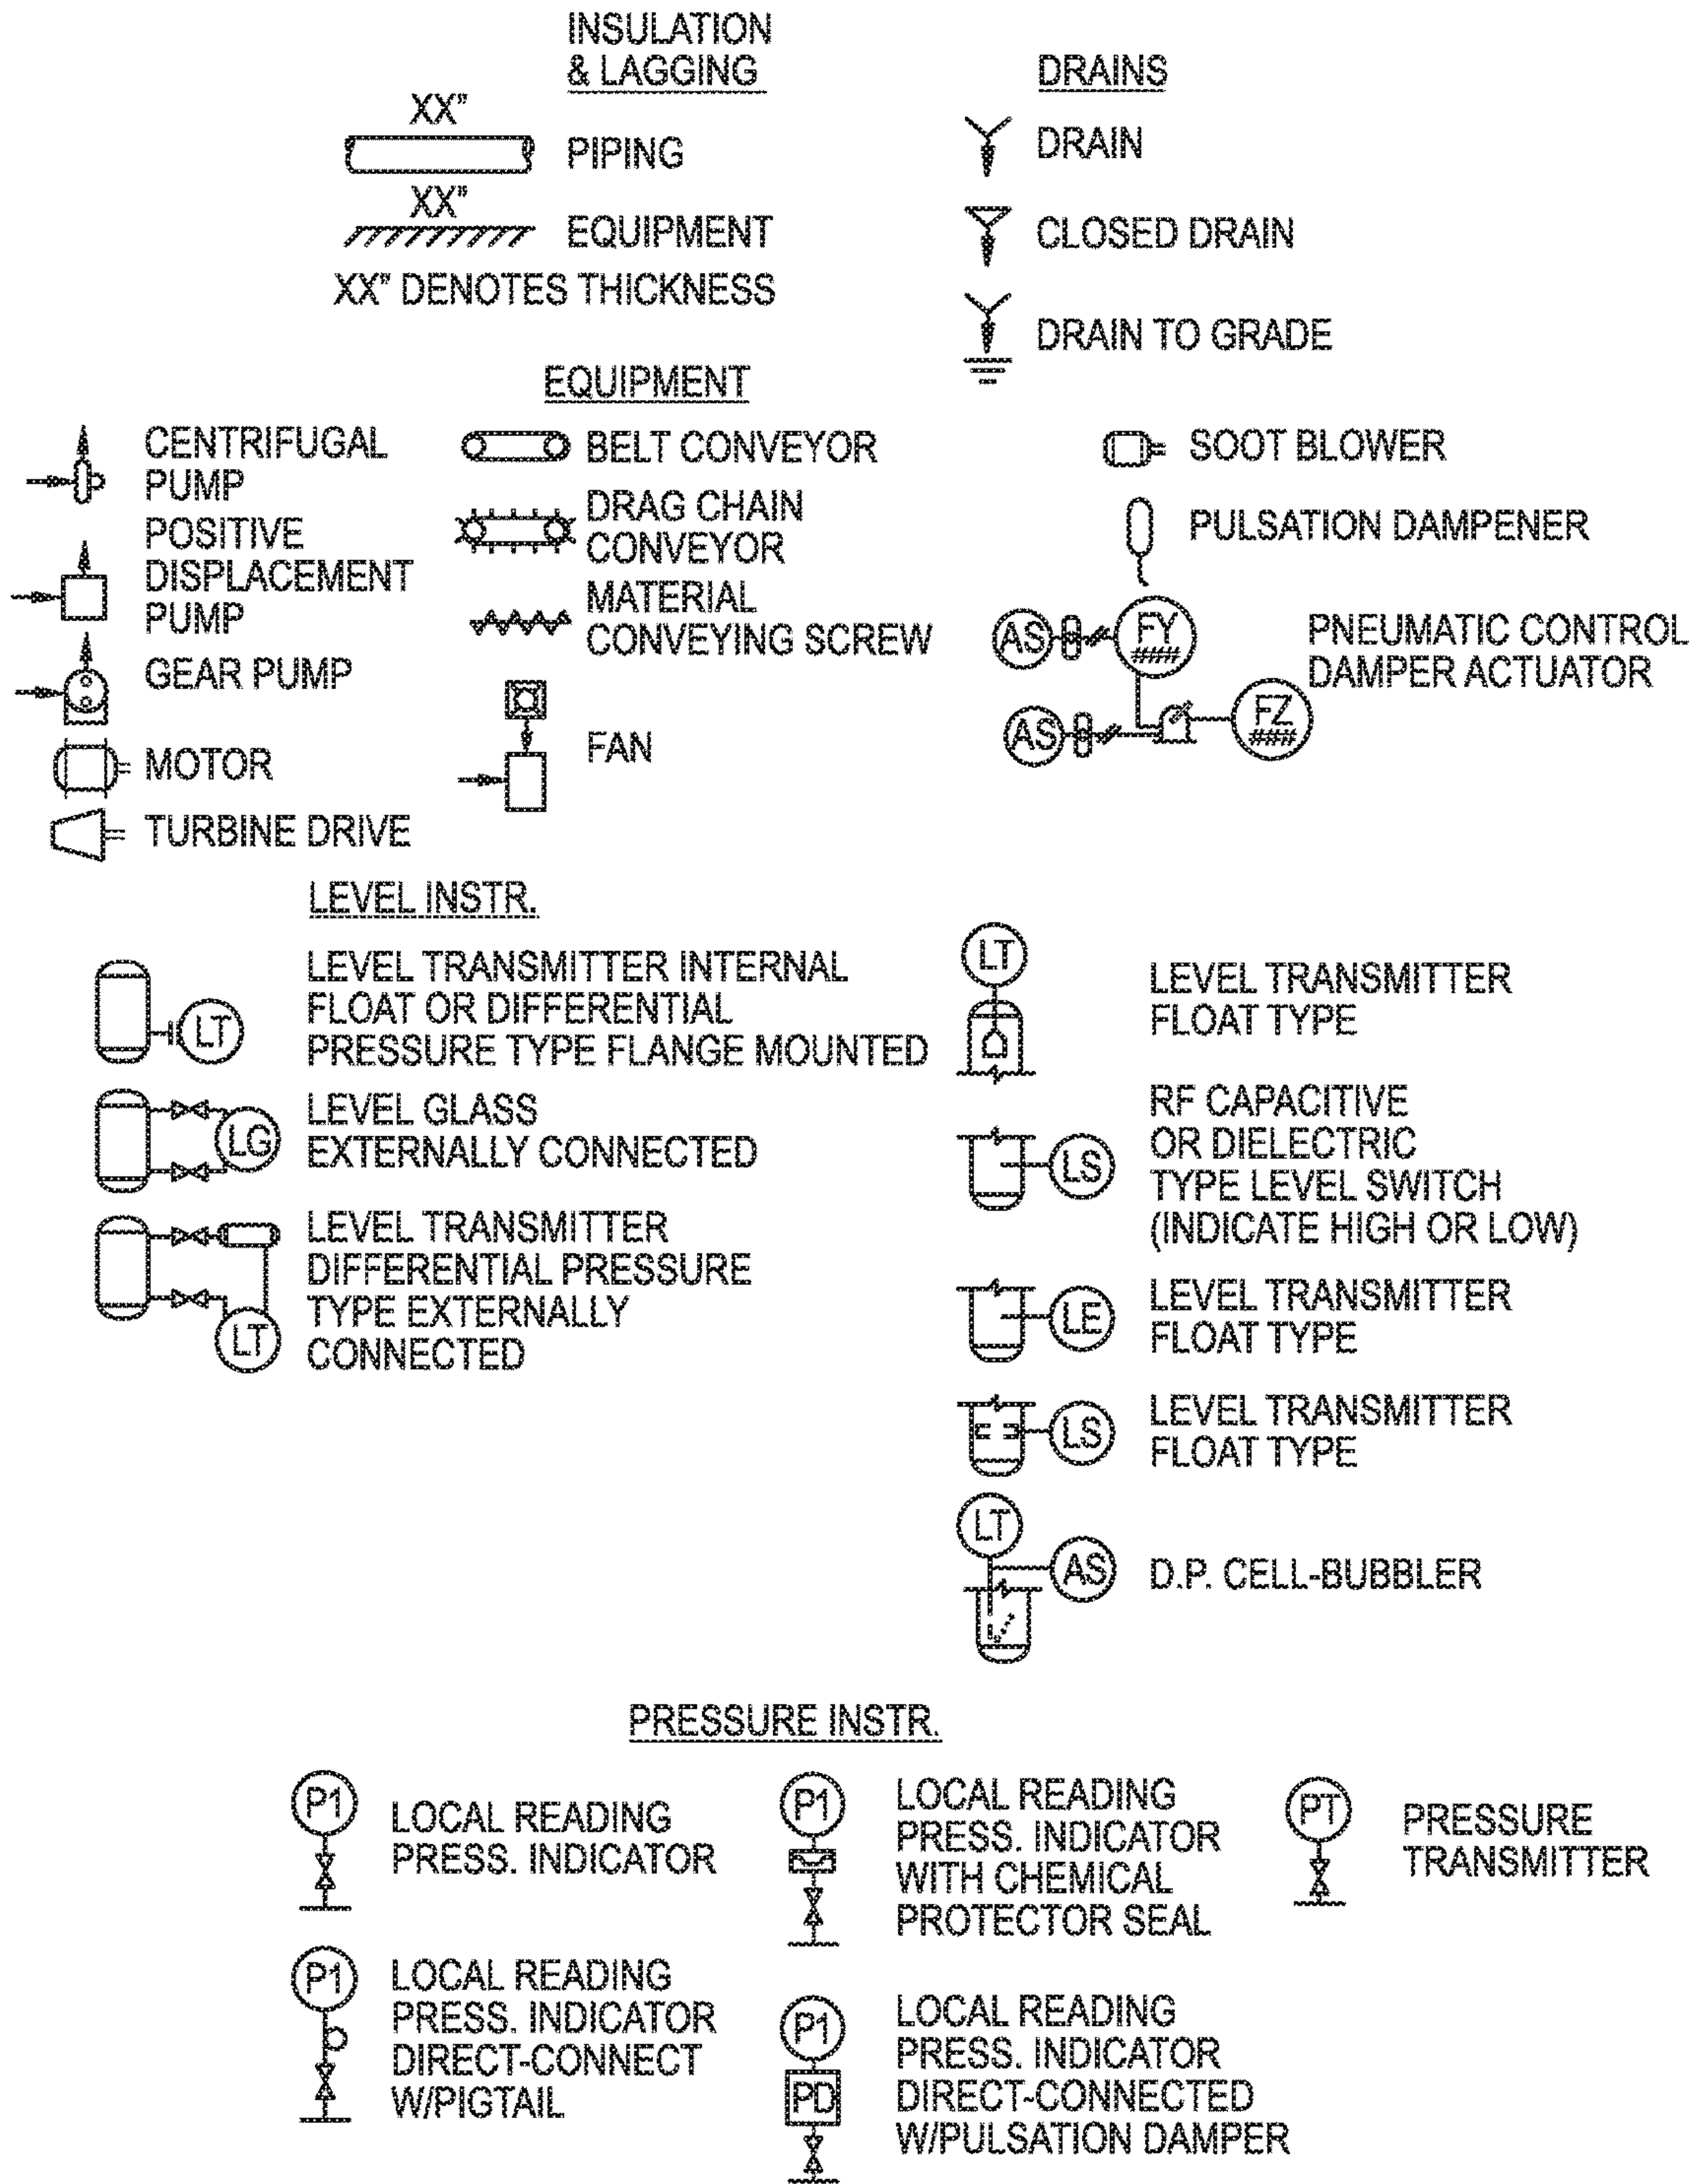 INSULATION
& LAGGING
XX"
PIPING
XX"
EQUIPMENT
XX" DENOTES THICKNESS
DRAINS
DRAIN
CLOSED DRAIN
DRAIN TO GRADE
EQUIPMENT
CENTRIFUGAL
PUMP
POSITIVE
DISPLACEMENT
PUMP
GEAR PUMP
MOTOR
TURBINE DRIVE
BELT CONVEYOR
DRAG CHAIN
CONVEYOR
MATERIAL
CONVEYING SCREW
FAN
SOOT BLOWER
PULSATION DAMPENER
AS
FY
####
AS
FZ
###
PNEUMATIC CONTROL
DAMPER ACTUATOR
LEVEL INSTR.
LT
LEVEL TRANSMITTER INTERNAL
FLOAT OR DIFFERENTIAL
PRESSURE TYPE FLANGE MOUNTED
LG
LEVEL GLASS
EXTERNALLY CONNECTED
LT
LEVEL TRANSMITTER
DIFFERENTIAL PRESSURE
TYPE EXTERNALLY
CONNECTED
LT
LEVEL TRANSMITTER
FLOAT TYPE
LS
RF CAPACITIVE
OR DIELECTRIC
TYPE LEVEL SWITCH
(INDICATE HIGH OR LOW)
LE
LEVEL TRANSMITTER
FLOAT TYPE
LS
LEVEL TRANSMITTER
FLOAT TYPE
LT
AS
D.P. CELL-BUBBLER
PRESSURE INSTR.
P1
LOCAL READING
PRESS. INDICATOR
P1
LOCAL READING
PRESS. INDICATOR
DIRECT-CONNECT
W/PIGTAIL
P1
LOCAL READING
PRESS. INDICATOR
WITH CHEMICAL
PROTECTOR SEAL
P1
PD
LOCAL READING
PRESS. INDICATOR
DIRECT-CONNECTED
W/PULSATION DAMPER
PT
PRESSURE
TRANSMITTER